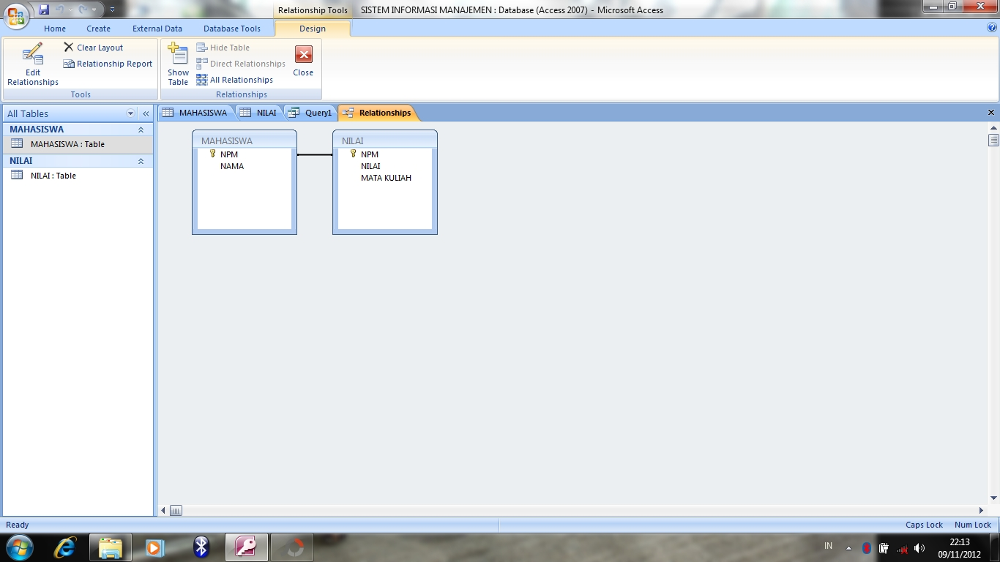 Relationship Tools SISTEM INFORMASI MANAJEMEN : Database (Access 2007) - Microsoft Access
Home Create External Data Database Tools Design
Edit Relationships
Clear Layout
Relationship Report
Tools
Show Table
Hide Table
Direct Relationships
All Relationships
Close
Relationships
All Tables
MAHASISWA
MAHASISWA : Table
NILAI
NILAI : Table
MAHASISWA NILAI Query1 Relationships
MAHASISWA
NPM
NAMA
NILAI
NPM
NILAI
MATA KULIAH
Ready Caps Lock Num Lock
IN
22:13
09/11/2012